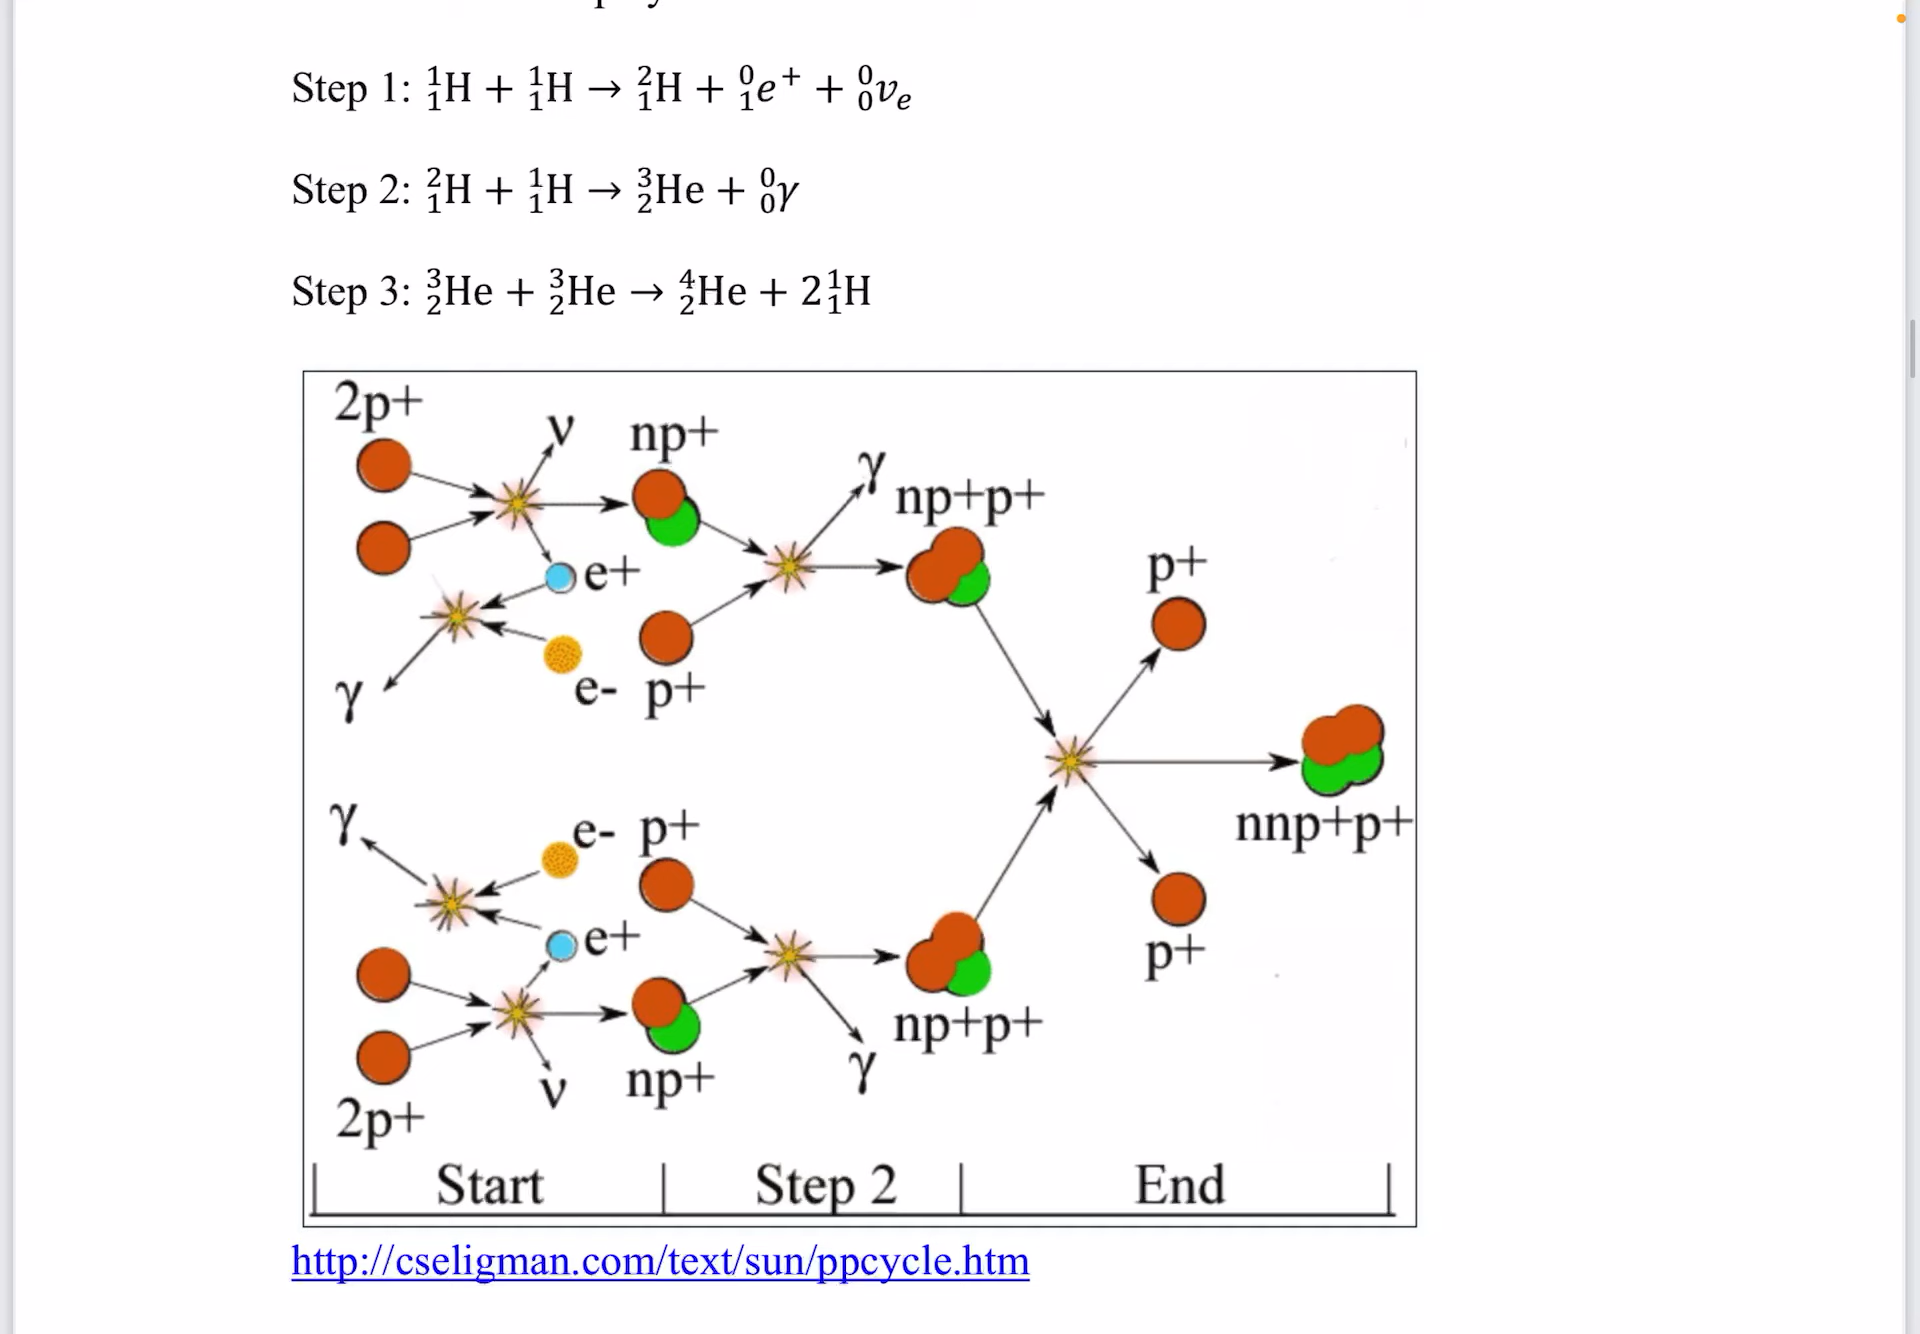 Step 1: ¹₁H + ¹₁H → ²₁H + ⁰₁e⁺ + ⁰₀νₑ
Step 2: ²₁H + ¹₁H → ³₂He + ⁰₀γ
Step 3: ³₂He + ³₂He → ⁴₂He + 2¹₁H
2p+
ν
np+
γ
np+p+
e+
p+
γ
e- p+
nnp+p+
γ
e- p+
e+
p+
np+p+
ν
np+
γ
2p+
Start
Step 2
End
http://cseligman.com/text/sun/ppcycle.htm